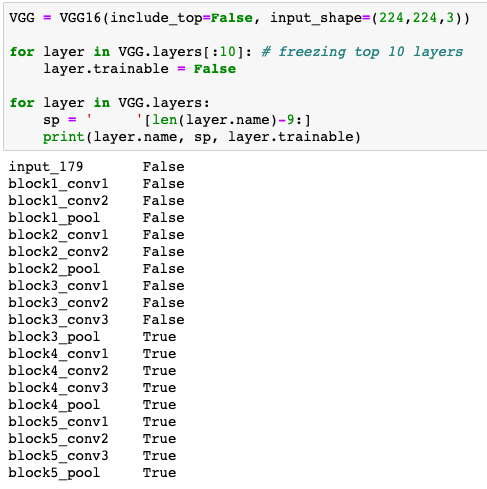 VGG = VGG16(include_top=False, input_shape=(224,224,3))
for layer in VGG.layers[:10]: # freezing top 10 layers
    layer.trainable = False
for layer in VGG.layers:
    sp = '     '[len(layer.name)-9:]
    print(layer.name, sp, layer.trainable)
input_179      False
block1_conv1   False
block1_conv2   False
block1_pool    False
block2_conv1   False
block2_conv2   False
block2_pool    False
block3_conv1   False
block3_conv2   False
block3_conv3   False
block3_pool    True
block4_conv1   True
block4_conv2   True
block4_conv3   True
block4_pool    True
block5_conv1   True
block5_conv2   True
block5_conv3   True
block5_pool    True